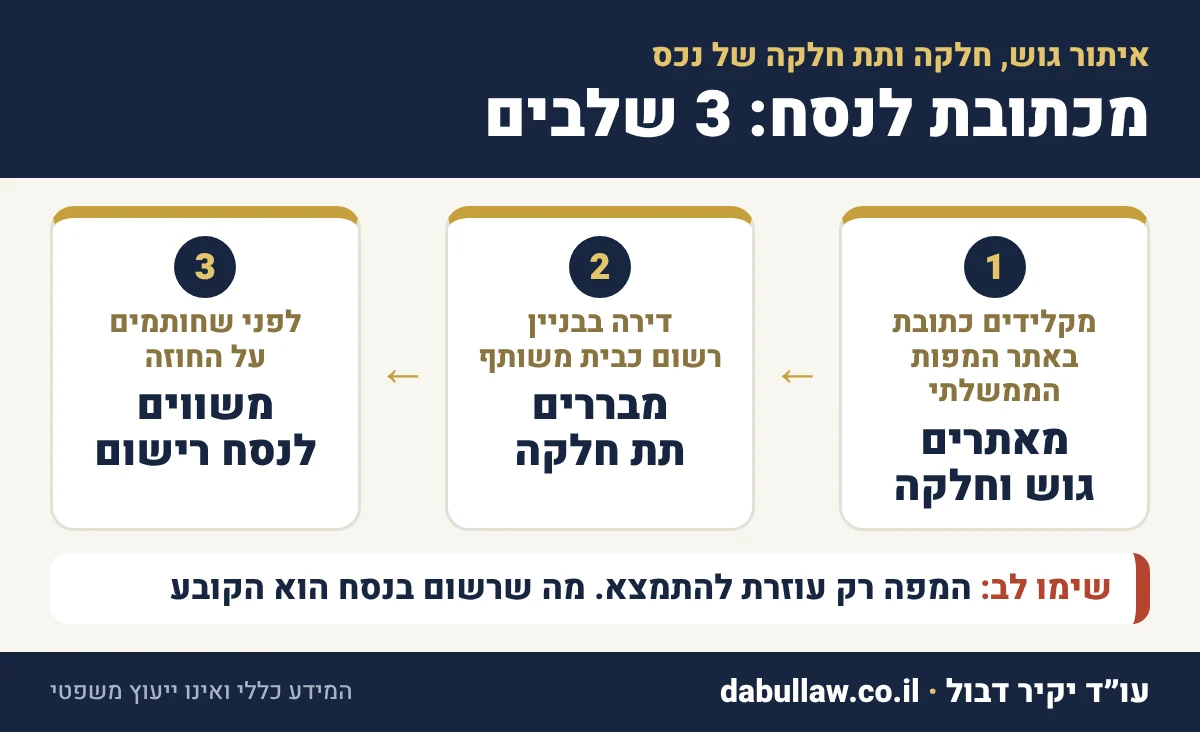 איתור גוש, חלקה ותת חלקה של נכס
מכתובת לנסח: 3 שלבים
1
מקלידים כתובת
באתר המפות
הממשלתי
מאתרים
גוש וחלקה
←
2
דירה בבניין
רשום כבית משותף
מבררים
תת חלקה
←
3
לפני שחותמים
על החוזה
משווים
לנסח רישום
שימו לב: המפה רק עוזרת להתמצא. מה שרשום בנסח הוא הקובע
עו״ד יקיר דבול · dabullaw.co.il
המידע כללי ואינו ייעוץ משפטי